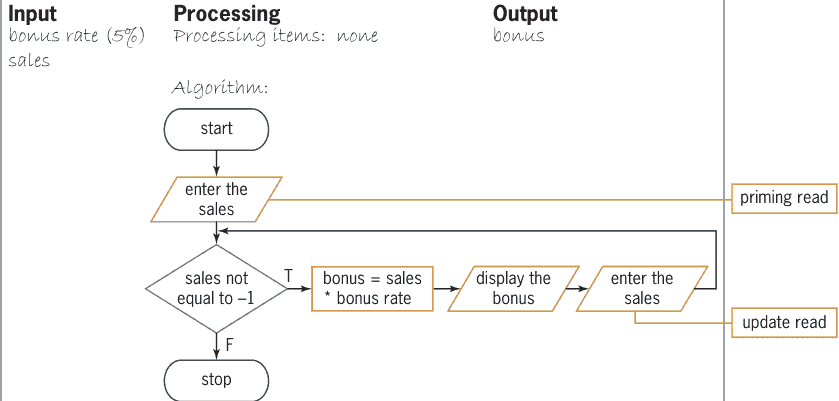 Input
Processing
Output
bonus rate (5%)
Processing items: none
bonus
sales
Algorithm:
start
enter the
sales
priming read
sales not
equal to –1
T
bonus = sales
* bonus rate
display the
bonus
enter the
sales
update read
F
stop